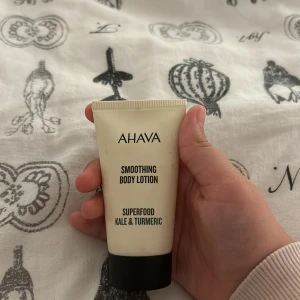 AHAVA
SMOOTHING
BODY LOTION
SUPERFOOD
KALE & TURMERIC